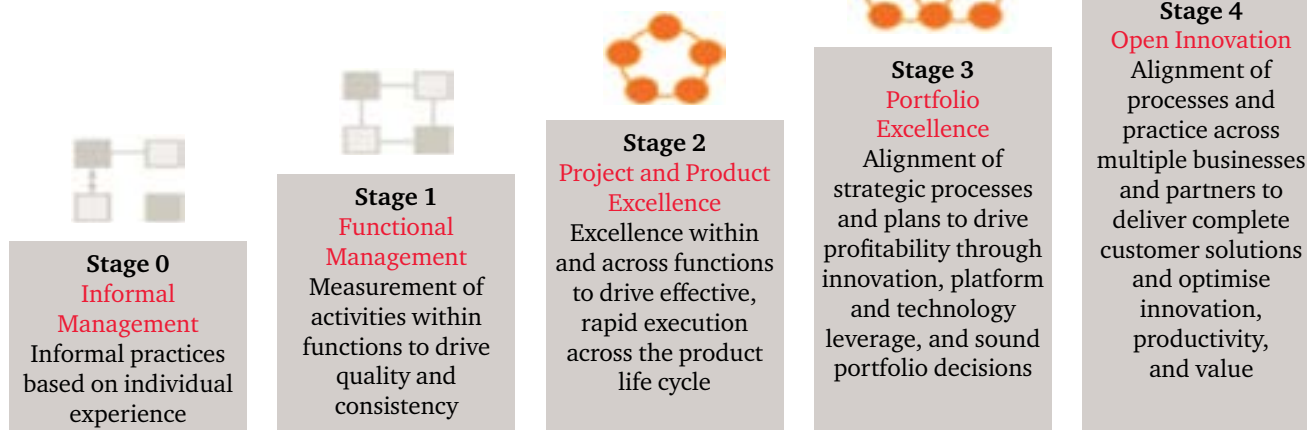 Stage 0
Informal
Management
Informal practices
based on individual
experience
Stage 1
Functional
Management
Measurement of
activities within
functions to drive
quality and
consistency
Stage 2
Project and Product
Excellence
Excellence within
and across functions
to drive effective,
rapid execution
across the product
life cycle
Stage 3
Portfolio
Excellence
Alignment of
strategic processes
and plans to drive
profitability through
innovation, platform
and technology
leverage, and sound
portfolio decisions
Stage 4
Open Innovation
Alignment of
processes and
practice across
multiple businesses
and partners to
deliver complete
customer solutions
and optimise
innovation,
productivity,
and value